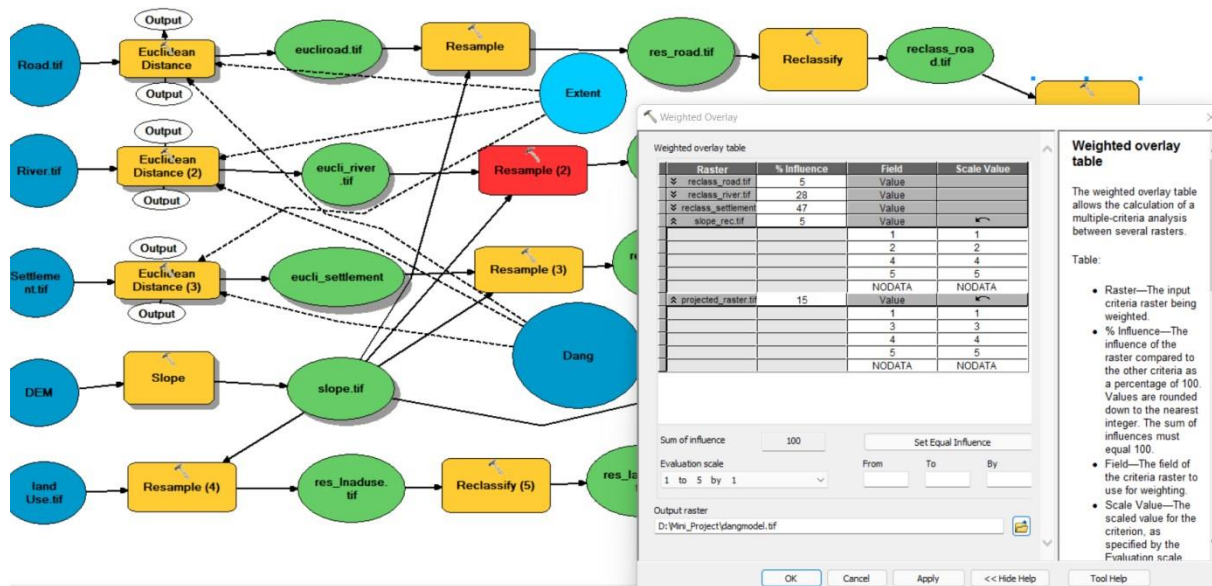 Output
Road.tif
Euclidean
Distance
Output
eucliroad.tif
Resample
res_road.tif
Reclassify
reclass_roa
d.tif
Extent
Output
River.tif
Euclidean
Distance (2)
Output
eucli_river
.tif
Resample (2)
Output
Settleme
nt.tif
Euclidean
Distance (3)
Output
eucli_settlement
Resample (3)
re
DEM
Slope
slope.tif
Dang
land
Use.tif
Resample (4)
res_lnaduse.
tif
Reclassify (5)
res_la
Weighted Overlay
Weighted overlay table
Raster % Influence Field Scale Value
reclass_road.tif 5 Value
reclass_river.tif 28 Value
reclass_settlement 47 Value
slope_rec.tif 5 Value
1 1
2 2
4 4
5 5
NODATA NODATA
projected_raster.tif 15 Value
1 1
3 3
4 4
5 5
NODATA NODATA
Sum of influence 100 Set Equal Influence
Evaluation scale From To By
1 to 5 by 1
Output raster
D:\Mini_Project\dangmodel.tif
OK Cancel Apply << Hide Help Tool Help
Weighted overlay
table
The weighted overlay table
allows the calculation of a
multiple-criteria analysis
between several rasters.
Table:
• Raster—The input
criteria raster being
weighted.
• % Influence—The
influence of the
raster compared to
the other criteria as
a percentage of 100.
Values are rounded
down to the nearest
integer. The sum of
influences must
equal 100.
• Field—The field of
the criteria raster to
use for weighting.
• Scale Value—The
scaled value for the
criterion, as
specified by the
Evaluation scale